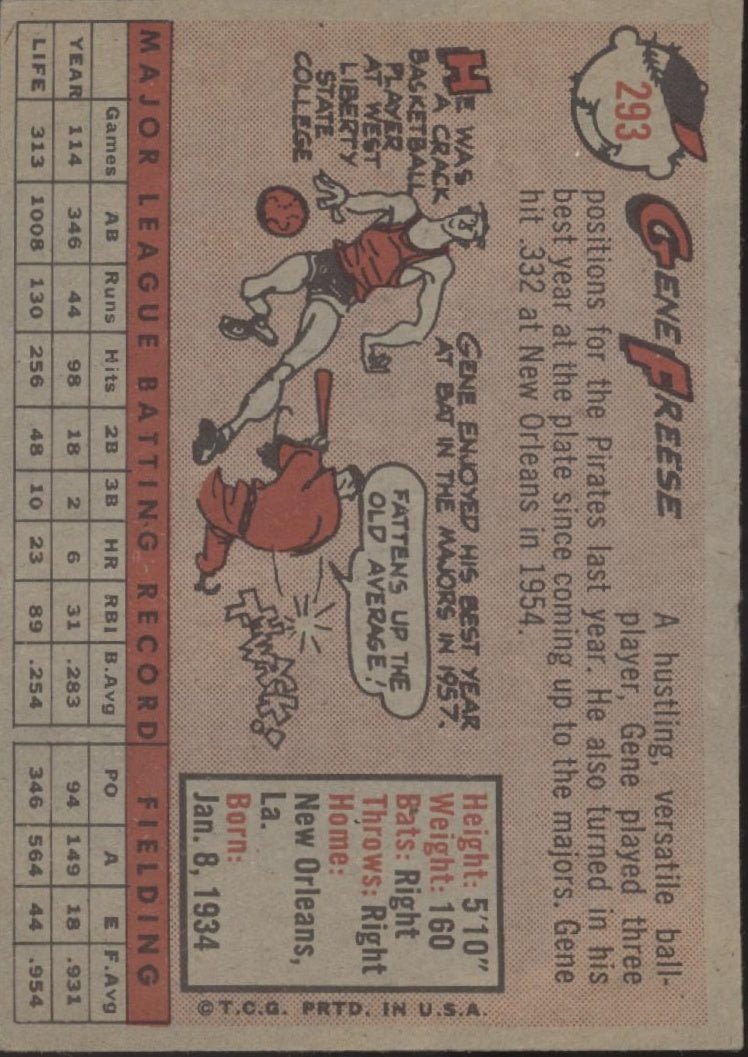 293
GENE FREESE
A hustling, versatile ball-
player, Gene played three
positions for the Pirates last year. He also turned in his
best year at the plate since coming up to the majors. Gene
hit .332 at New Orleans in 1954.
HE WAS
A CRACK
BASKETBALL
PLAYER
AT WEST
LIBERTY
STATE
COLLEGE
GENE ENJOYED HIS BEST YEAR
AT BAT IN THE MAJORS IN 1957.
FATTENS UP THE
OLD AVERAGE!
THWACK!
Height: 5'10"
Weight: 160
Bats: Right
Throws: Right
Home:
New Orleans,
La.
Born:
Jan. 8, 1934
©T.C.G. PRTD. IN U.S.A.
MAJOR LEAGUE BATTING RECORD FIELDING
Games AB Runs Hits 2B 3B HR RBI B.Avg PO A E F.Avg
YEAR 114 346 44 98 18 2 6 31 .283 94 149 18 .931
LIFE 313 1008 130 256 48 10 23 89 .254 346 564 44 .954